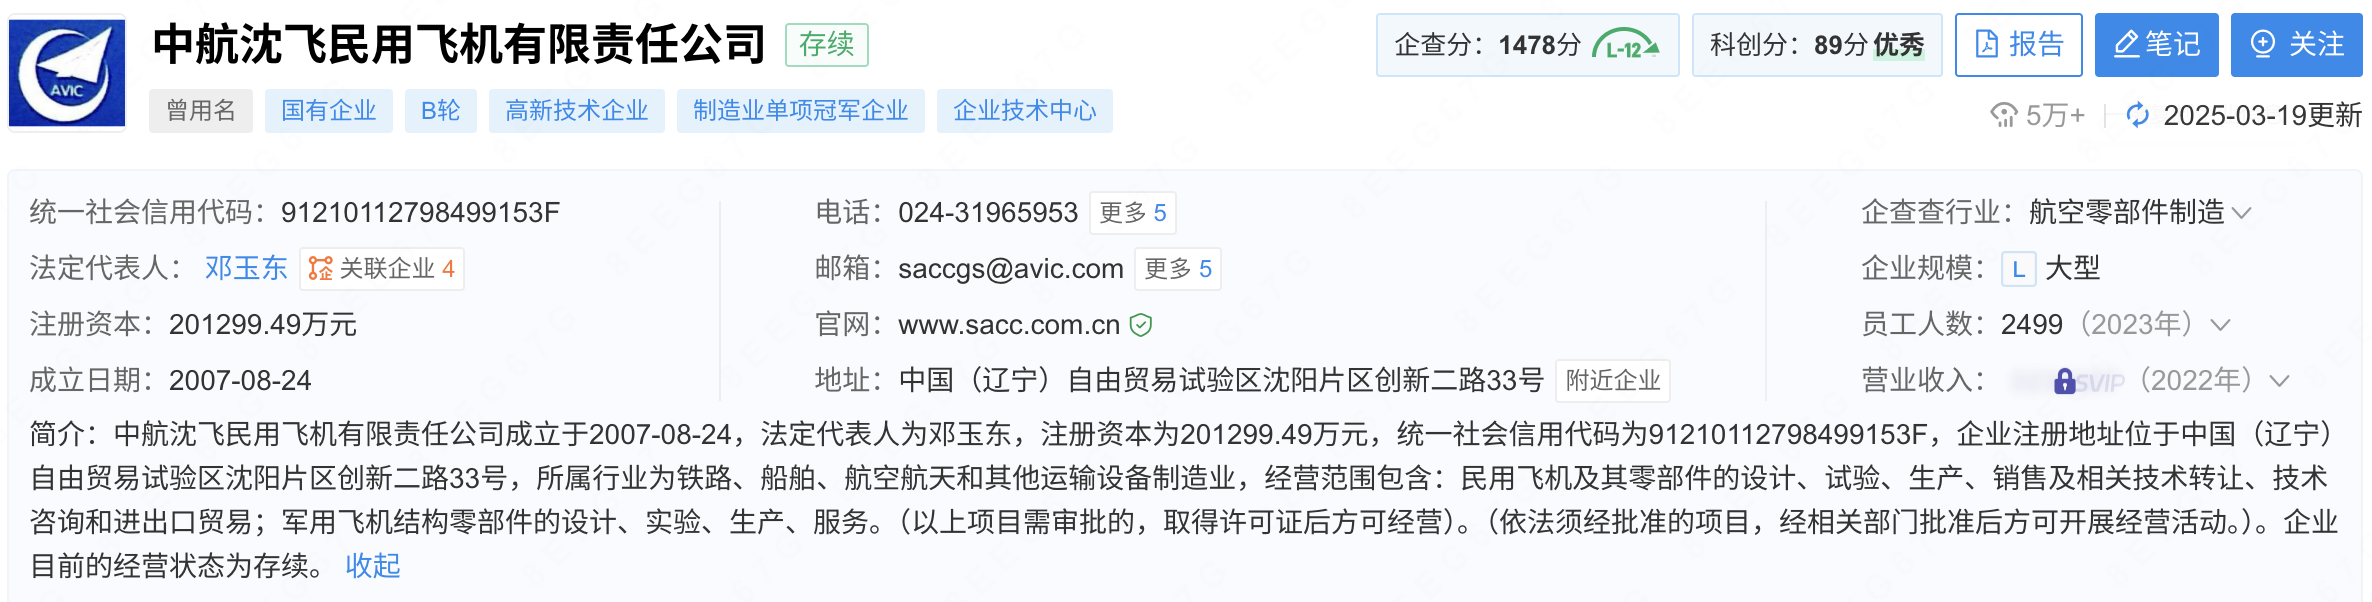 中航沈飞民用飞机有限责任公司 存续
企查分：1478分 L-12 科创分：89分 优秀 报告 笔记 关注
AVIC
曾用名 国有企业 B轮 高新技术企业 制造业单项冠军企业 企业技术中心
5万+ 2025-03-19更新
统一社会信用代码：91210112798499153F 电话：024-31965953 更多 5 企查查行业：航空零部件制造
法定代表人：邓玉东 企 关联企业 4 邮箱：saccgs@avic.com 更多 5 企业规模：L 大型
注册资本：201299.49万元 官网：www.sacc.com.cn 员工人数：2499（2023年）
成立日期：2007-08-24 地址：中国（辽宁）自由贸易试验区沈阳片区创新二路33号 附近企业 营业收入：SVIP（2022年）
简介：中航沈飞民用飞机有限责任公司成立于2007-08-24，法定代表人为邓玉东，注册资本为201299.49万元，统一社会信用代码为91210112798499153F，企业注册地址位于中国（辽宁）
自由贸易试验区沈阳片区创新二路33号，所属行业为铁路、船舶、航空航天和其他运输设备制造业，经营范围包含：民用飞机及其零部件的设计、试验、生产、销售及相关技术转让、技术
咨询和进出口贸易；军用飞机结构零部件的设计、实验、生产、服务。（以上项目需审批的，取得许可证后方可经营）。（依法须经批准的项目，经相关部门批准后方可开展经营活动。）。企业
目前的经营状态为存续。 收起